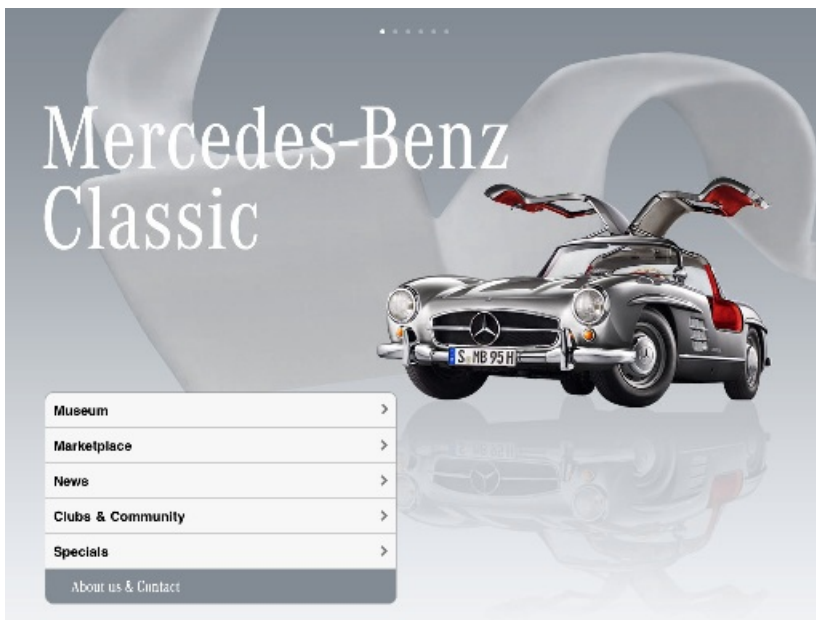 Mercedes-Benz
Classic
S MB 95 H
Museum
Marketplace
News
Clubs & Community
Specials
About us & Contact